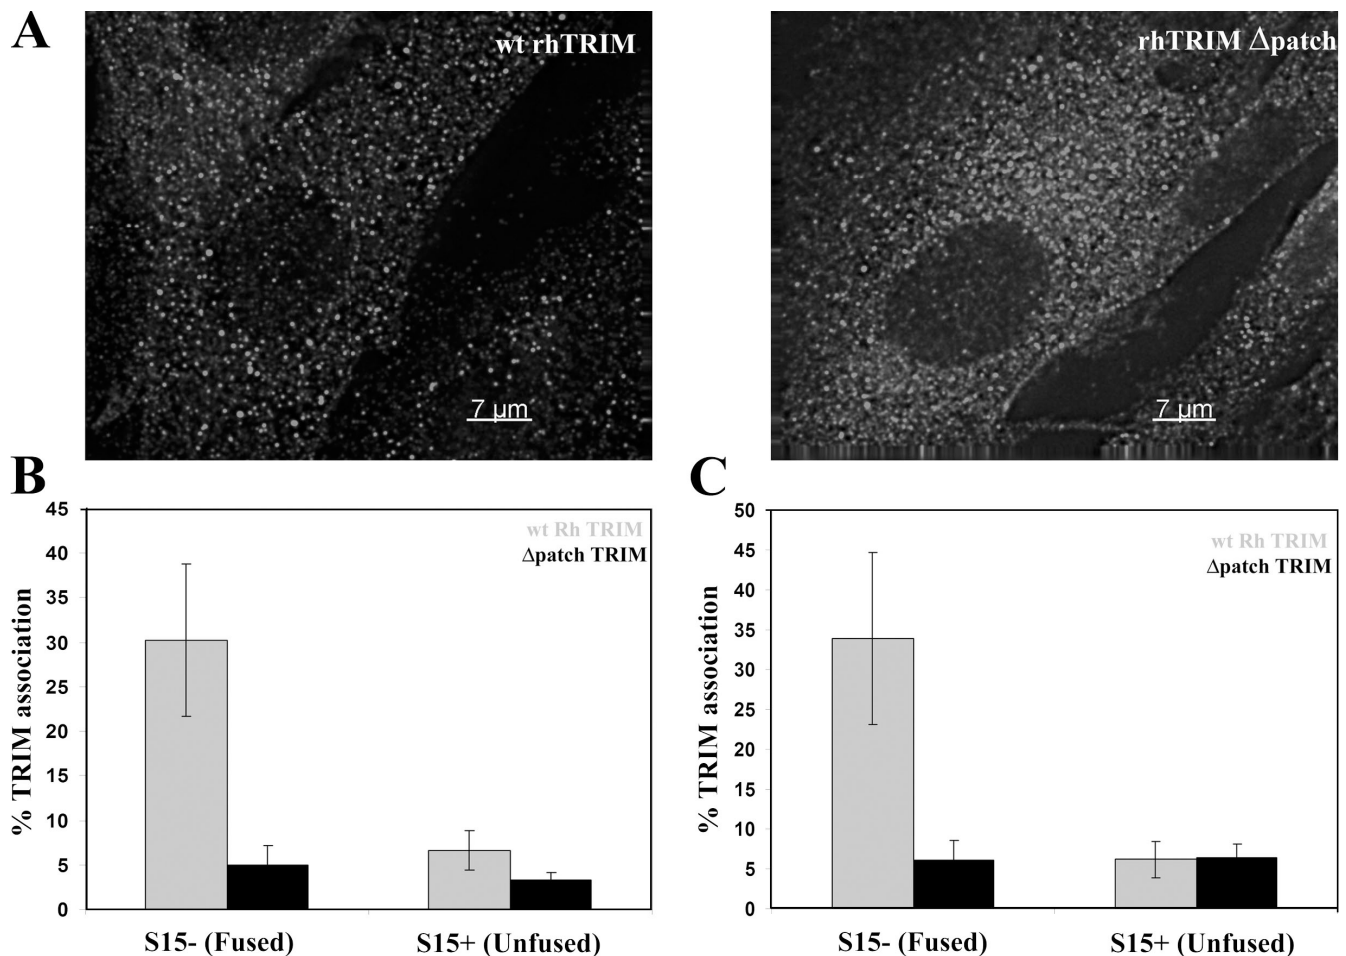 A
wt rhTRIM
rhTRIM Δpatch
7 µm
7 µm
B
C
45
40
35
30
25
20
15
10
5
0
% TRIM association
wt Rh TRIM
Δpatch TRIM
S15- (Fused)
S15+ (Unfused)
50
45
40
35
30
25
20
15
10
5
0
% TRIM association
wt Rh TRIM
Δpatch TRIM
S15- (Fused)
S15+ (Unfused)